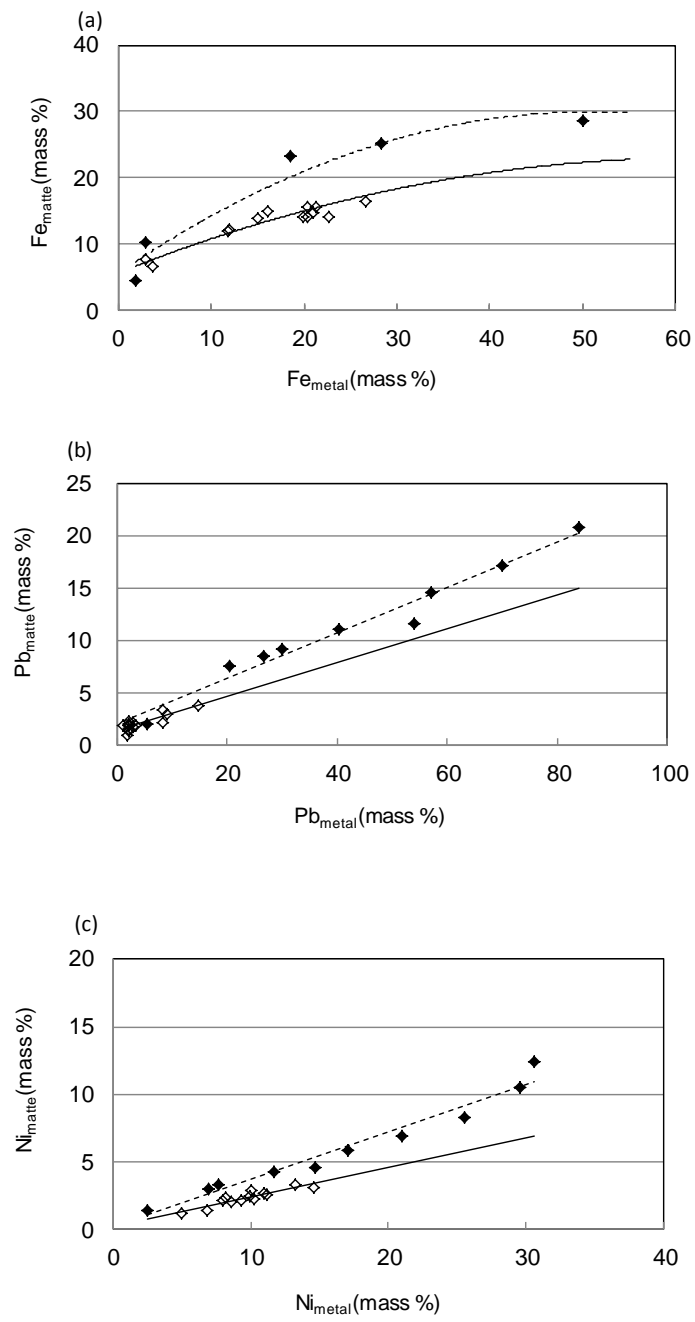 (a)
40
30
20
10
0
Fe_matte(mass %)
0 10 20 30 40 50 60
Fe_metal(mass %)
(b)
25
20
15
10
5
0
Pb_matte(mass %)
0 20 40 60 80 100
Pb_metal(mass %)
(c)
20
15
10
5
0
Ni_matte(mass %)
0 10 20 30 40
Ni_metal(mass %)